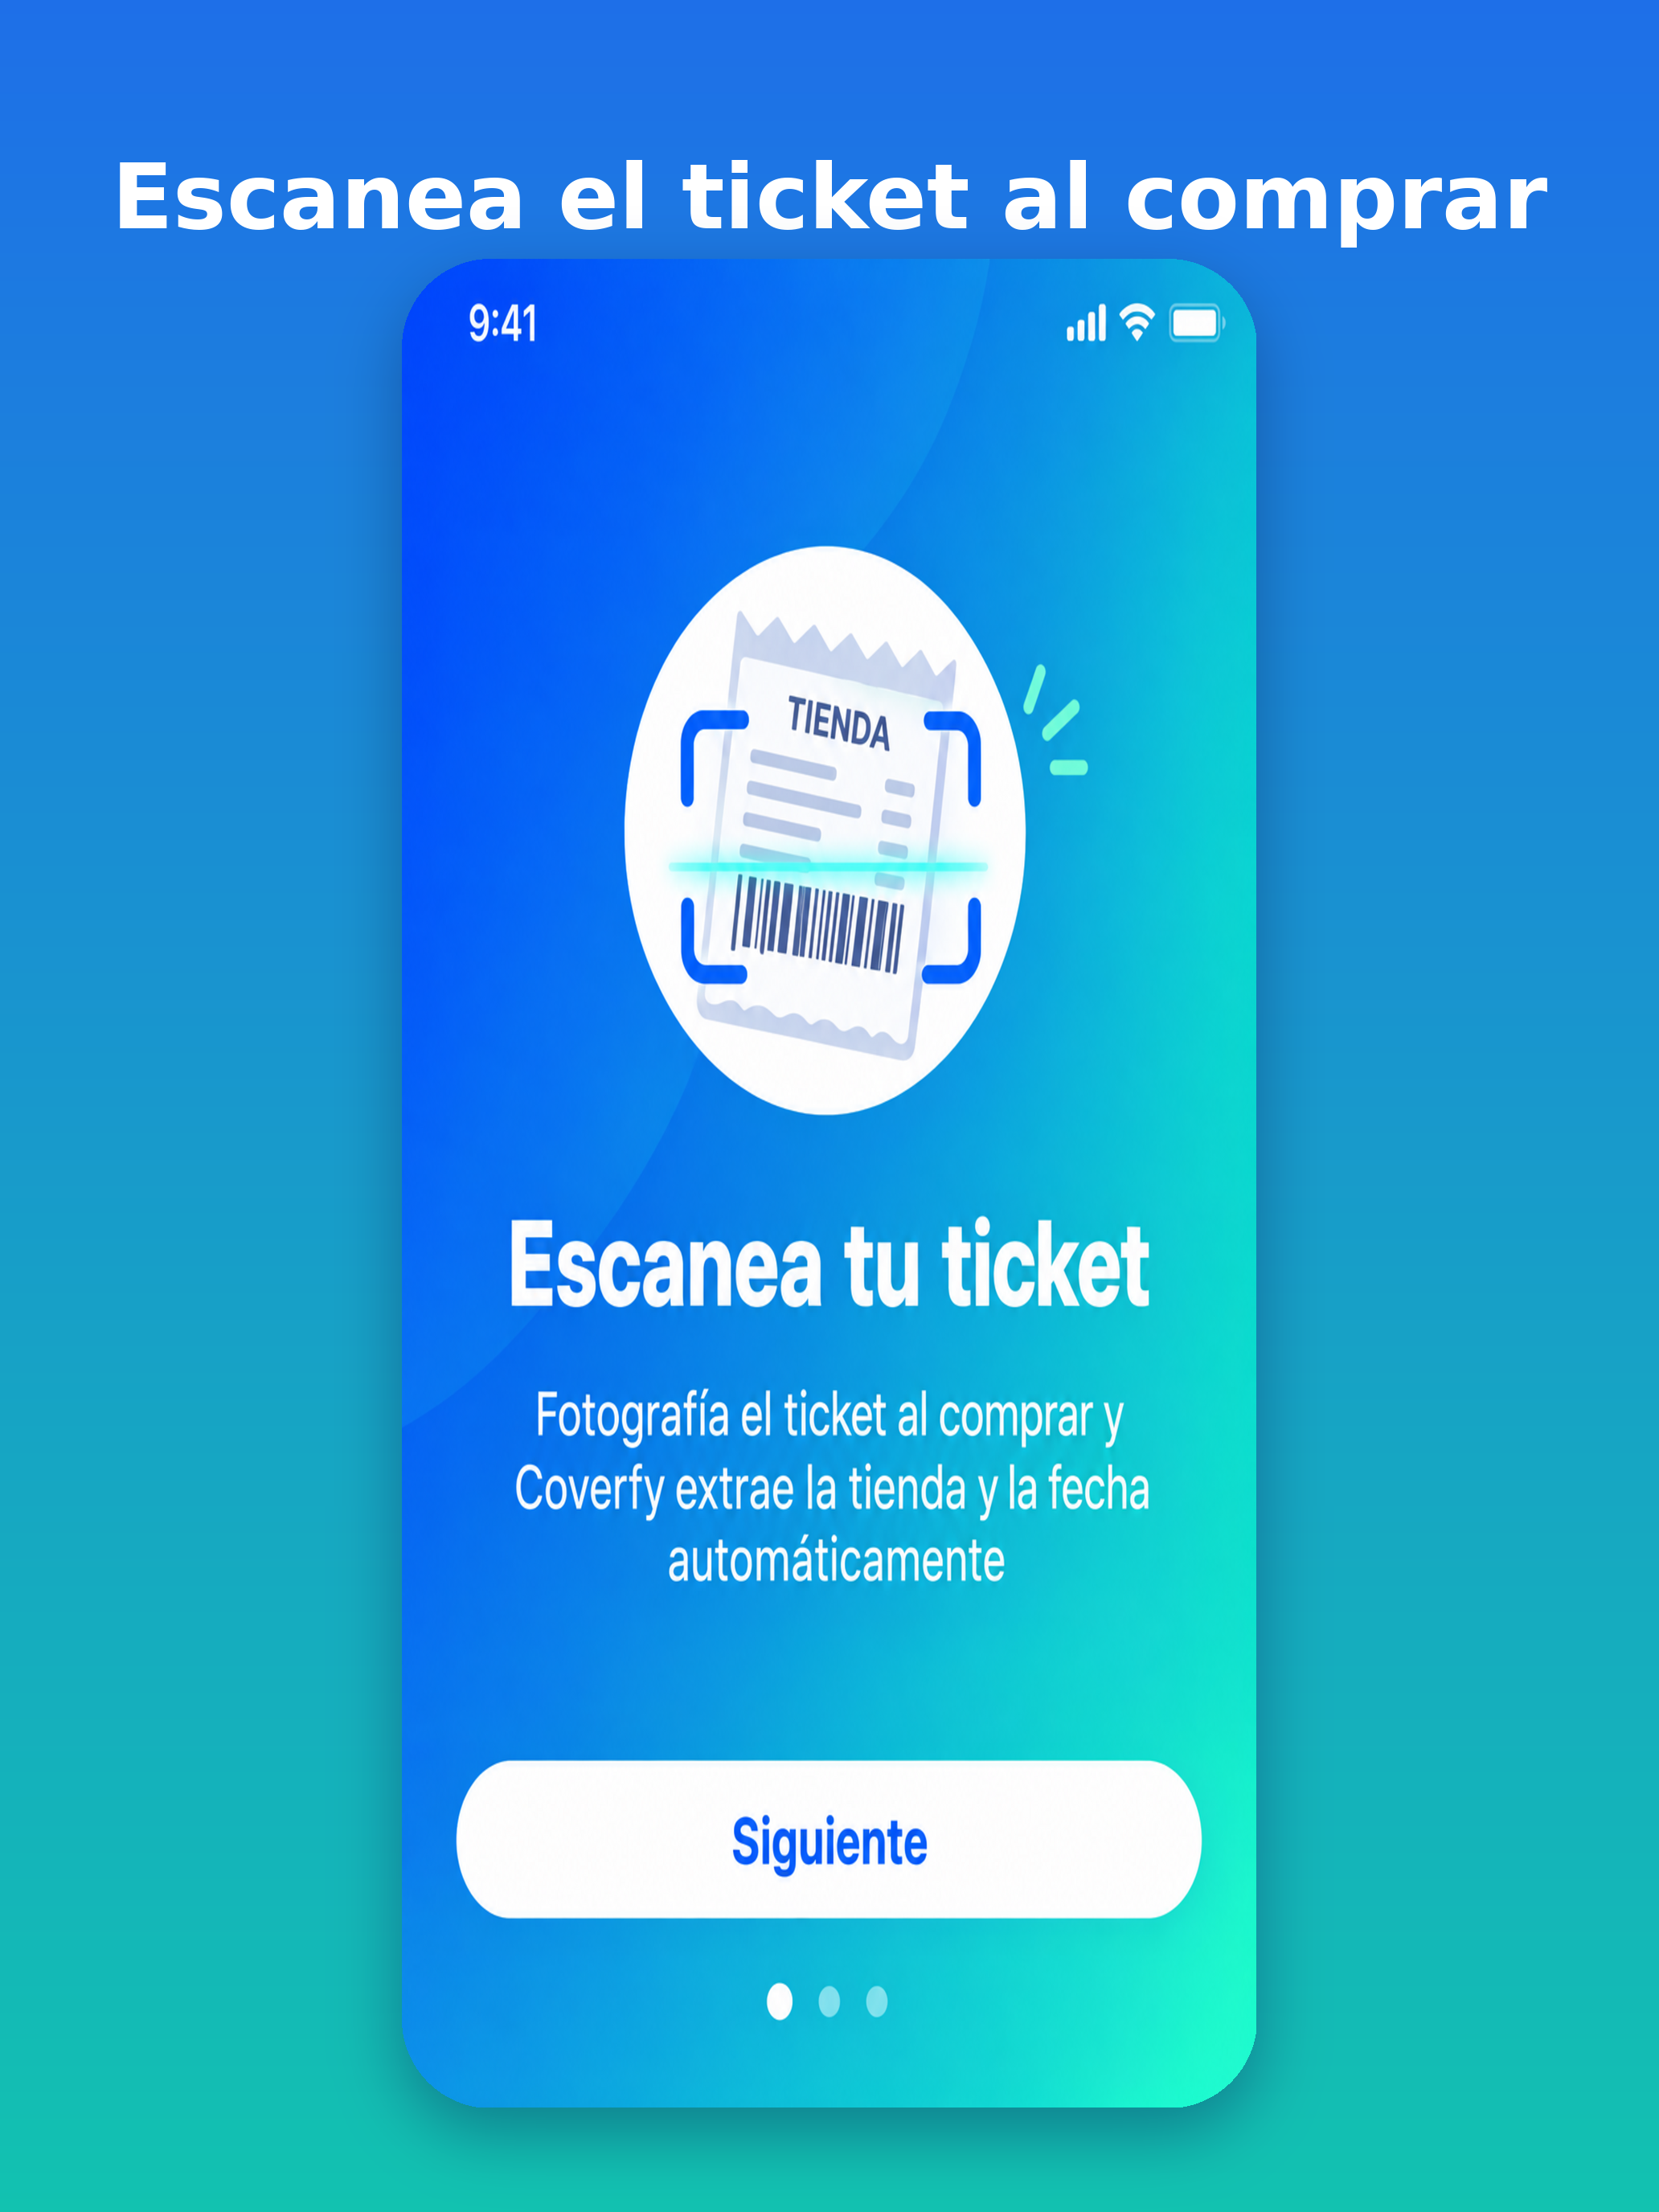 Escanea el ticket al comprar
9:41
TIENDA
Escanea tu ticket
Fotografía el ticket al comprar y
Coverfy extrae la tienda y la fecha
automáticamente
Siguiente